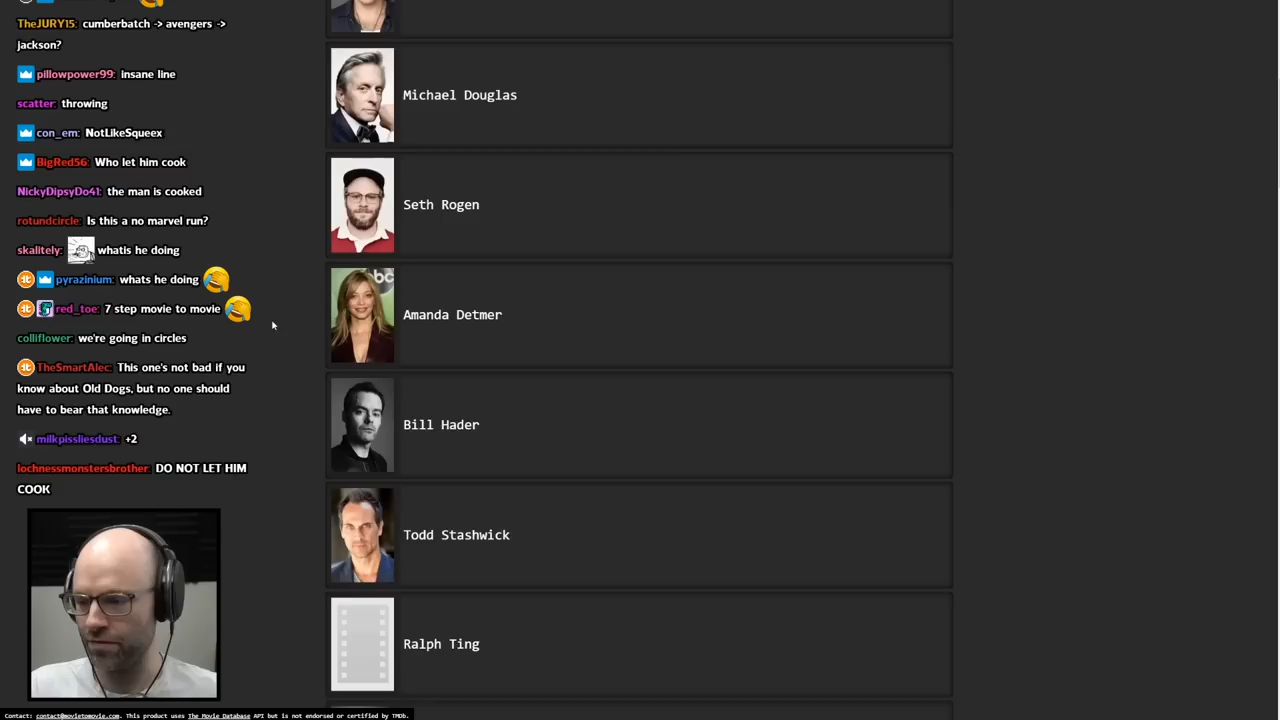 TheJURY15: cumberbatch -> avengers ->
jackson?
pillowpower99: insane line
scatter: throwing
con_em: NotLikeSqueex
BigRed56: Who let him cook
NickyDipsyDo41: the man is cooked
rotundcircle: Is this a no marvel run?
skalitely: whatis he doing
pyrazinium: whats he doing
red_toe: 7 step movie to movie
colliflower: we're going in circles
TheSmartAlec: This one's not bad if you
know about Old Dogs, but no one should
have to bear that knowledge.
milkpissliesdust: +2
lochnessmonstersbrother: DO NOT LET HIM
COOK
Michael Douglas
Seth Rogen
abc
Amanda Detmer
Bill Hader
Todd Stashwick
Ralph Ting
Contact: contact@movietomovie.com. This product uses The Movie Database API but is not endorsed or certified by TMDb.